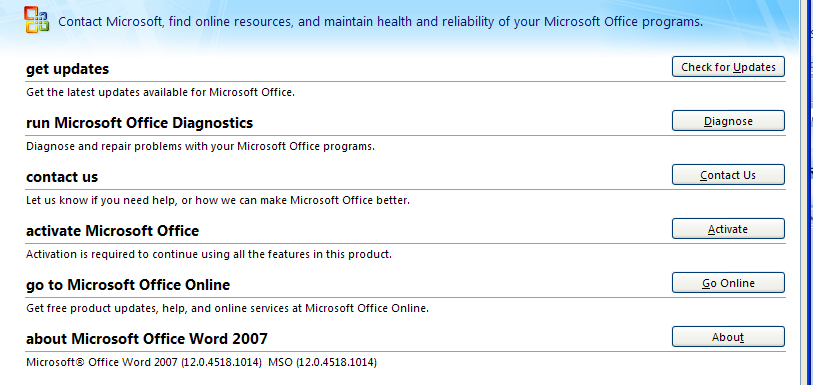 Contact Microsoft, find online resources, and maintain health and reliability of your Microsoft Office programs.
get updates
Check for Updates
Get the latest updates available for Microsoft Office.
run Microsoft Office Diagnostics
Diagnose
Diagnose and repair problems with your Microsoft Office programs.
contact us
Contact Us
Let us know if you need help, or how we can make Microsoft Office better.
activate Microsoft Office
Activate
Activation is required to continue using all the features in this product.
go to Microsoft Office Online
Go Online
Get free product updates, help, and online services at Microsoft Office Online.
about Microsoft Office Word 2007
About
Microsoft® Office Word 2007 (12.0.4518.1014)  MSO (12.0.4518.1014)